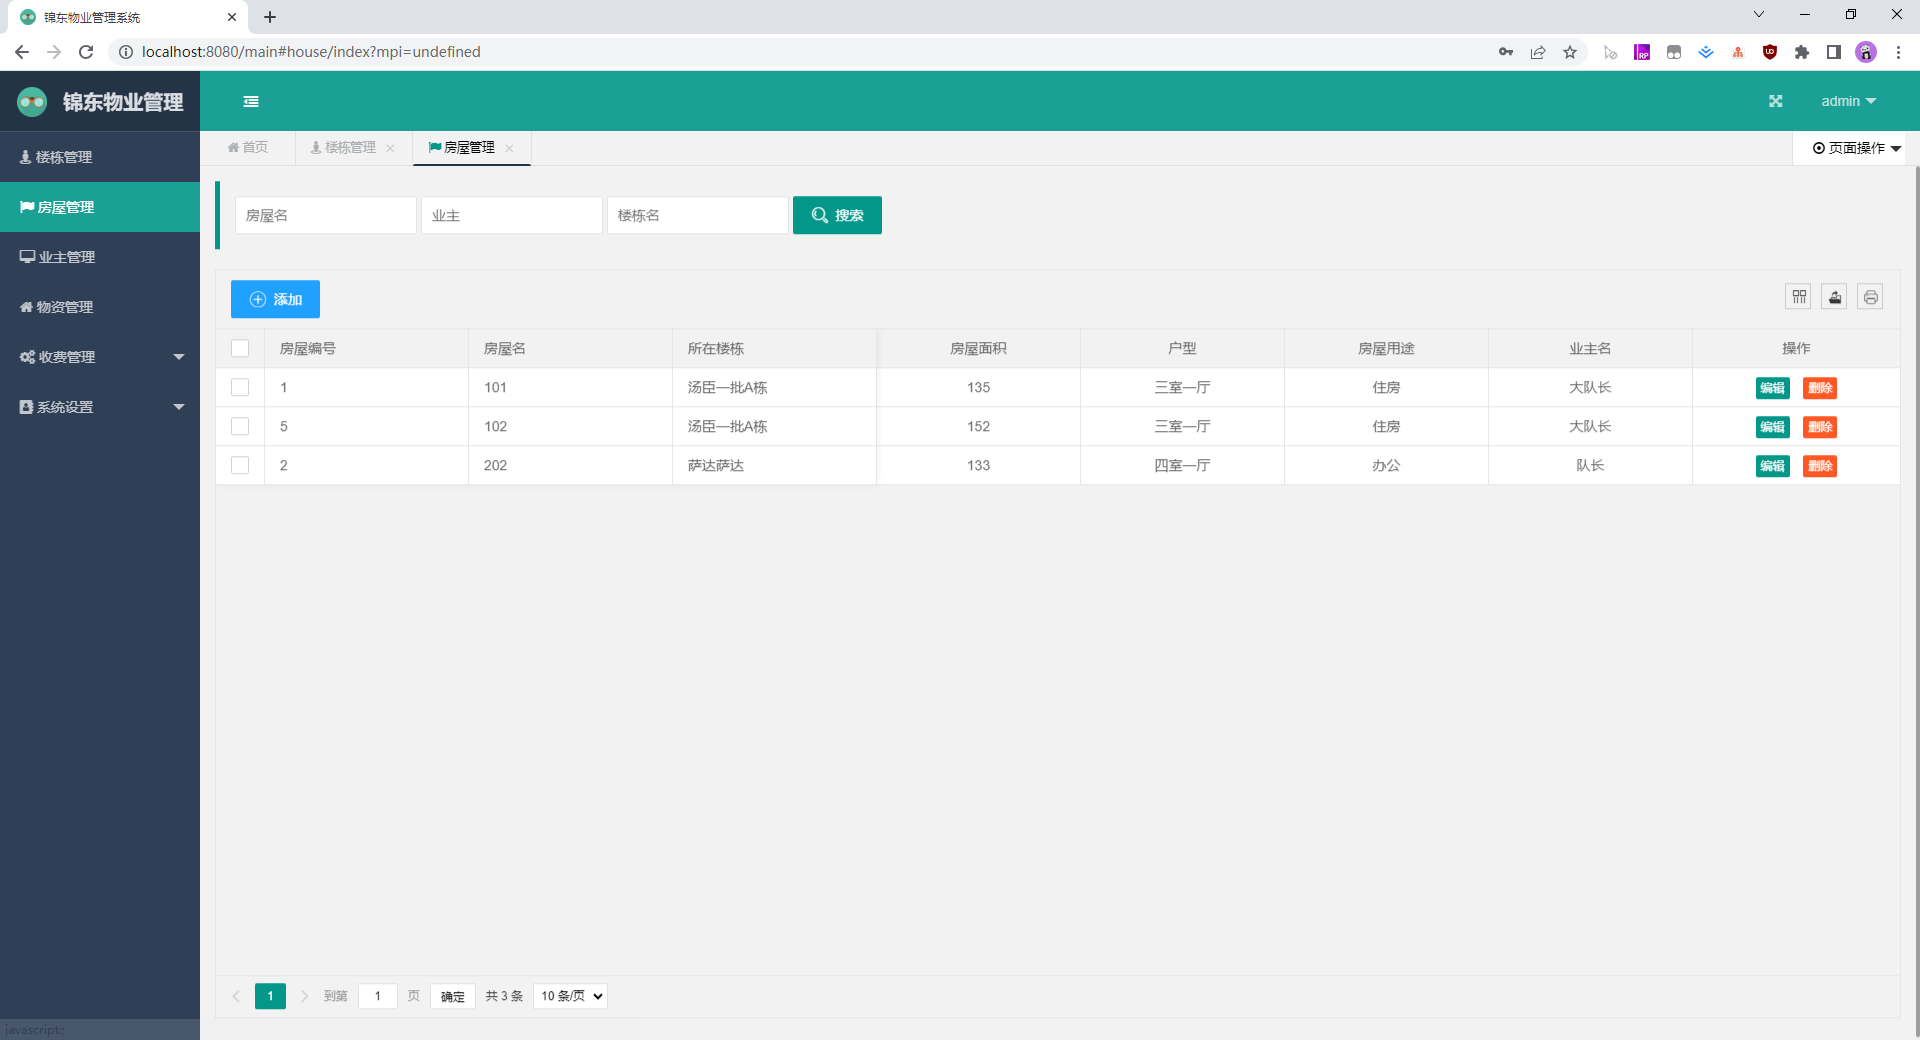 锦东物业管理系统
localhost:8080/main#house/index?mpi=undefined
锦东物业管理
admin
首页 楼栋管理 房屋管理 页面操作
楼栋管理
房屋管理
业主管理
物资管理
收费管理
系统设置
房屋名 业主 楼栋名 搜索
添加
房屋编号 房屋名 所在楼栋 房屋面积 户型 房屋用途 业主名 操作
1 101 汤臣一批A栋 135 三室一厅 住房 大队长 编辑 删除
5 102 汤臣一批A栋 152 三室一厅 住房 大队长 编辑 删除
2 202 萨达萨达 133 四室一厅 办公 队长 编辑 删除
1 到第 1 页 确定 共 3 条 10 条/页
javascript:;